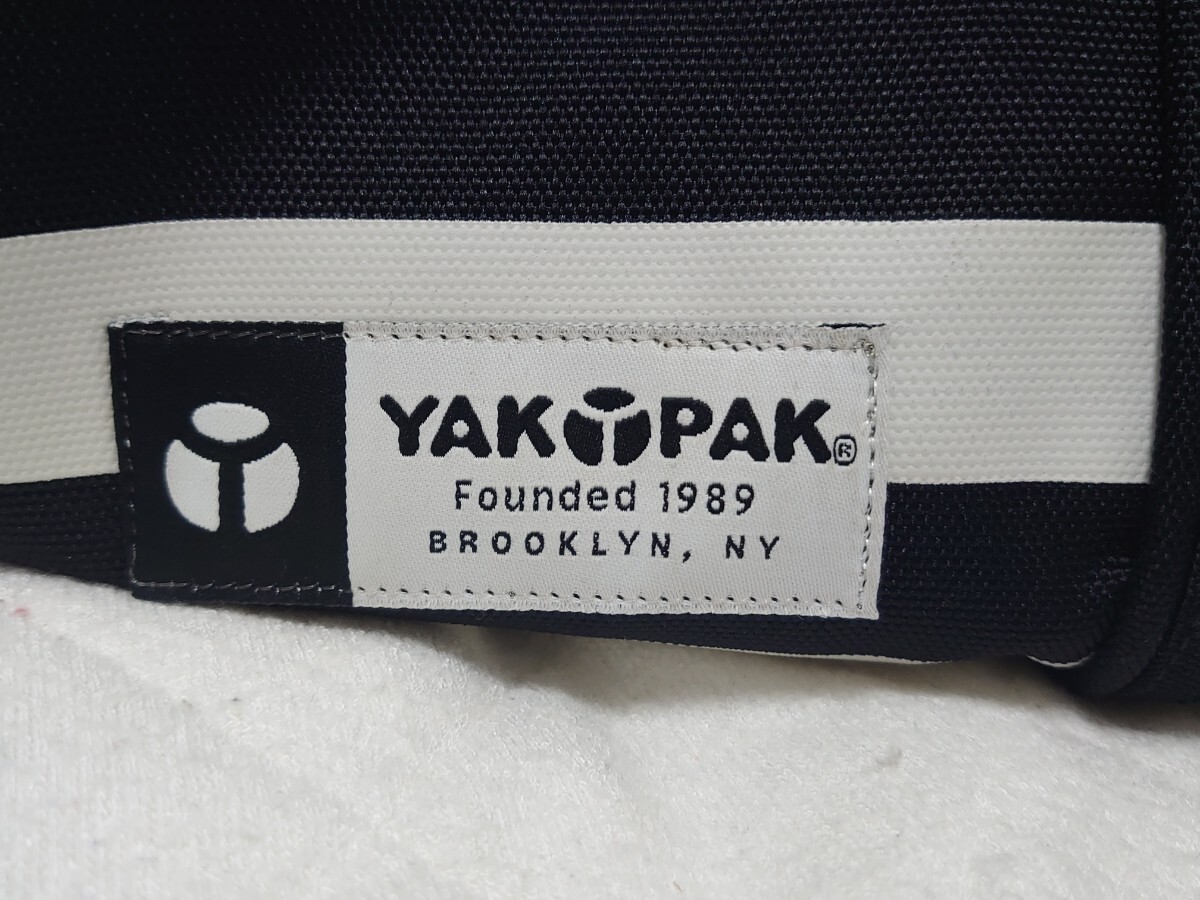 YAK PAK®
Founded 1989
BROOKLYN, NY